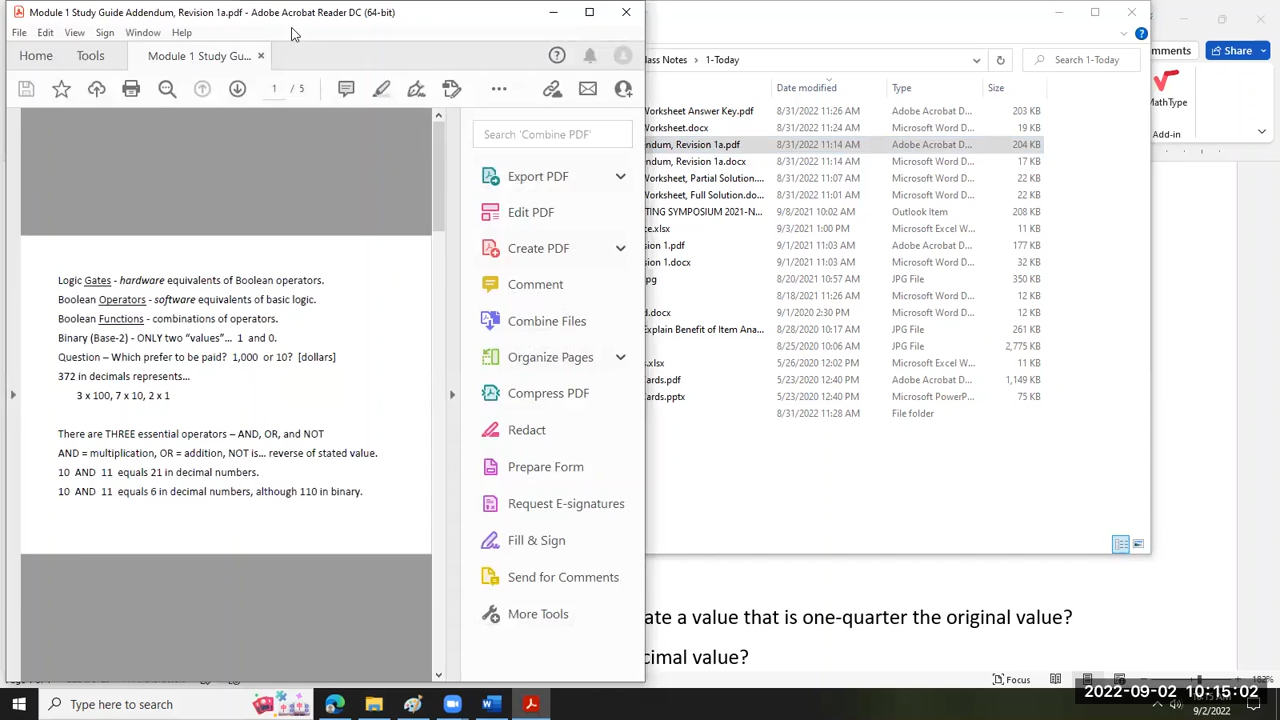 Module 1 Study Guide Addendum, Revision 1a.pdf - Adobe Acrobat Reader DC (64-bit)
File Edit View Sign Window Help
Home Tools Module 1 Study Gu... ×
1 / 5
Search 'Combine PDF'
Export PDF
Edit PDF
Create PDF
Comment
Combine Files
Organize Pages
Compress PDF
Redact
Prepare Form
Request E-signatures
Fill & Sign
Send for Comments
More Tools
Logic Gates - hardware equivalents of Boolean operators.
Boolean Operators - software equivalents of basic logic.
Boolean Functions - combinations of operators.
Binary (Base-2) - ONLY two “values”... 1 and 0.
Question – Which prefer to be paid? 1,000 or 10? [dollars]
372 in decimals represents...
3 x 100, 7 x 10, 2 x 1
There are THREE essential operators – AND, OR, and NOT
AND = multiplication, OR = addition, NOT is... reverse of stated value.
10 AND 11 equals 21 in decimal numbers.
10 AND 11 equals 6 in decimal numbers, although 110 in binary.
lass Notes > 1-Today
Search 1-Today
Date modified Type Size
Worksheet Answer Key.pdf 8/31/2022 11:26 AM Adobe Acrobat D... 203 KB
Worksheet.docx 8/31/2022 11:24 AM Microsoft Word D... 19 KB
endum, Revision 1a.pdf 8/31/2022 11:14 AM Adobe Acrobat D... 204 KB
endum, Revision 1a.docx 8/31/2022 11:14 AM Microsoft Word D... 17 KB
Worksheet, Partial Solution.... 8/31/2022 11:07 AM Microsoft Word D... 22 KB
Worksheet, Full Solution.do... 8/31/2022 11:01 AM Microsoft Word D... 22 KB
TING SYMPOSIUM 2021-N... 9/8/2021 10:02 AM Outlook Item 208 KB
ce.xlsx 9/3/2021 1:00 PM Microsoft Excel W... 11 KB
sion 1.pdf 9/1/2021 11:03 AM Adobe Acrobat D... 177 KB
sion 1.docx 9/1/2021 11:03 AM Microsoft Word D... 32 KB
pg 8/20/2021 10:57 AM JPG File 350 KB
8/18/2021 11:26 AM Microsoft Word D... 12 KB
d.docx 9/1/2020 2:30 PM Microsoft Word D... 12 KB
Explain Benefit of Item Ana... 8/28/2020 10:17 AM JPG File 261 KB
8/25/2020 10:06 AM JPG File 2,775 KB
s.xlsx 5/26/2020 12:02 PM Microsoft Excel W... 11 KB
Cards.pdf 5/23/2020 12:40 PM Adobe Acrobat D... 1,149 KB
Cards.pptx 5/23/2020 12:40 PM Microsoft PowerP... 75 KB
8/31/2022 11:28 AM File folder
mments Share
MathType
Add-in
ate a value that is one-quarter the original value?
cimal value?
Focus
182%
Type here to search
2022-09-02 10:15:02
9/2/2022